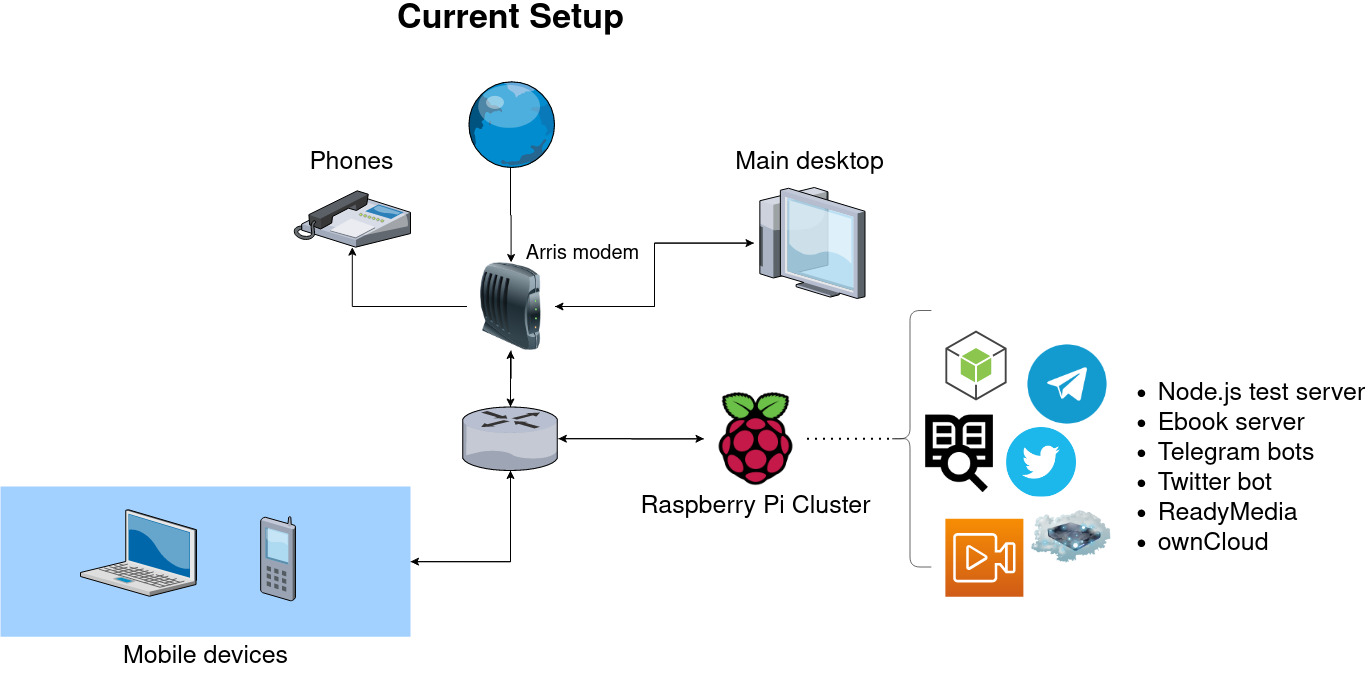 Current Setup
Phones
Main desktop
Arris modem
Raspberry Pi Cluster
Node.js test server
Ebook server
Telegram bots
Twitter bot
ReadyMedia
ownCloud
Mobile devices